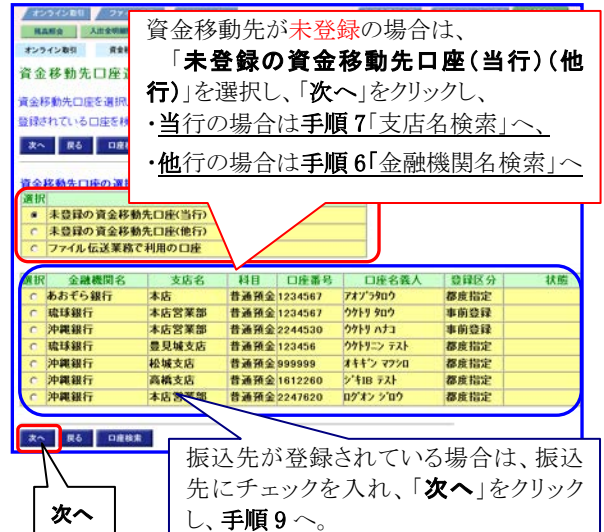 オンライン取引
残高照会
オンライン取引
資金移動先が未登録の場合は、
「未登録の資金移動先口座(当行)(他
行)」を選択し、「次へ」をクリックし、
・当行の場合は手順7「支店名検索」へ、
・他行の場合は手順6「金融機関名検索」へ
資金移動先口座
資金移動先口座を選択
登録されている口座を
次へ 戻る
資金移動先口座の選
選択
未登録の資金移動先口座(当行)
未登録の資金移動先口座(他行)
ファイル伝送業務で利用の口座
選択 金融機関名 支店名 科目 口座番号 口座名義人 登録区分 状態
あおぞら銀行 本店 普通預金 1234567 アオゾラタロウ 都度指定
琉球銀行 本店営業部 普通預金 1234567 ウケトリ タロウ 事前登録
沖縄銀行 本店営業部 普通預金 2244530 ウケトリ ハナコ 事前登録
琉球銀行 豊見城支店 普通預金 123456 ウケトリニン テスト 都度指定
沖縄銀行 松城支店 普通預金 999999 オキギン マツシロ 都度指定
沖縄銀行 高橋支店 普通預金 1612260 ジギIB テスト 都度指定
沖縄銀行 本店営業部 普通預金 2247620 ログオン ジロウ 都度指定
次へ 戻る 口座検索
振込先が登録されている場合は、振込
先にチェックを入れ、「次へ」をクリック
し、手順9へ。
次へ